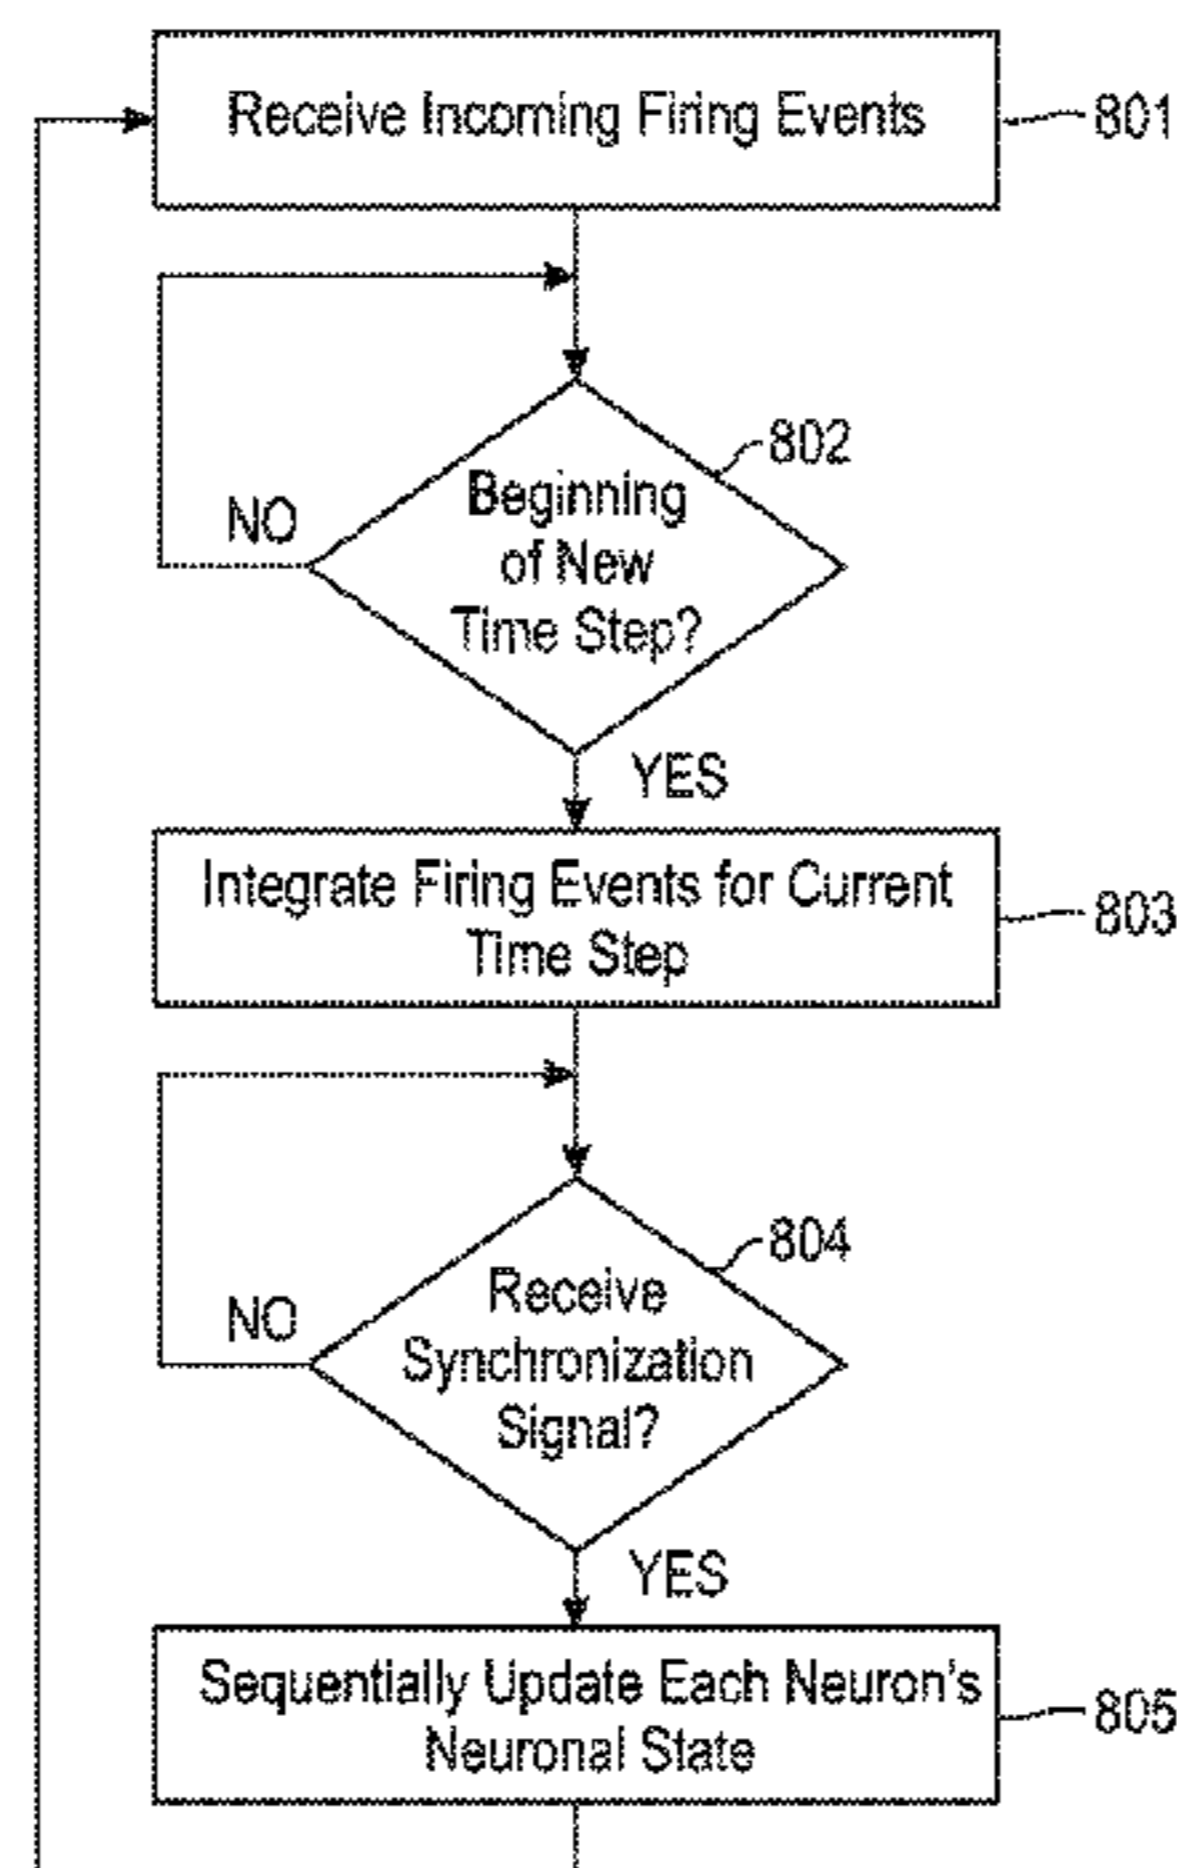 Receive Incoming Firing Events
801
802
Beginning
of New
Time Step?
NO
YES
Integrate Firing Events for Current
Time Step
803
804
Receive
Synchronization
Signal?
NO
YES
Sequentially Update Each Neuron's
Neuronal State
805